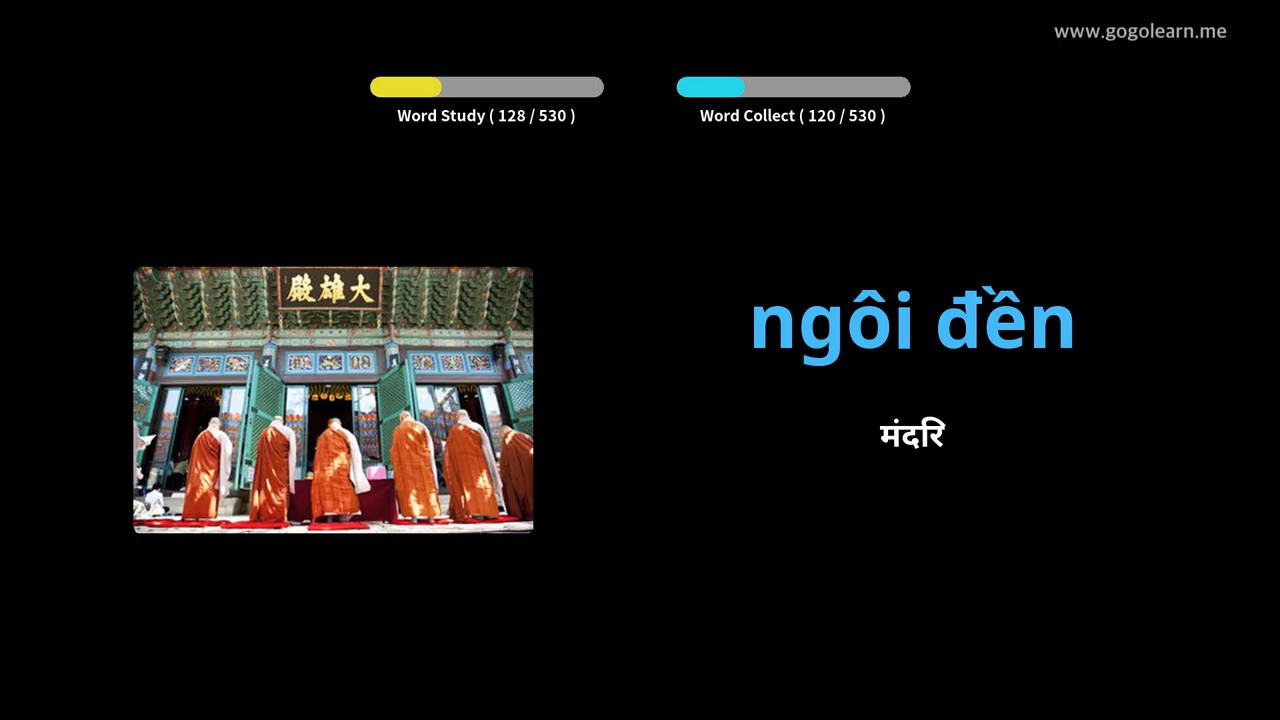 www.gogolearn.me
Word Study ( 128 / 530 )
Word Collect ( 120 / 530 )
大雄殿
ngôi đền
मंदरि